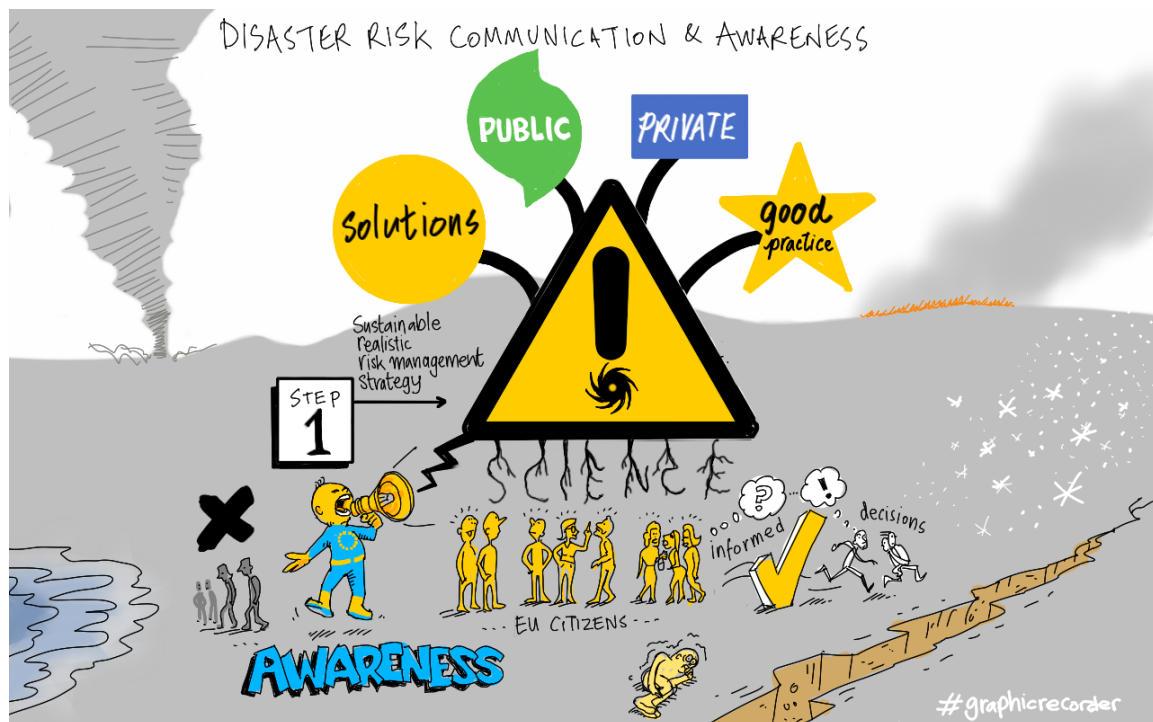 DISASTER RISK COMMUNICATION & AWARENESS
PUBLIC
PRIVATE
solutions
good
practice
Sustainable
realistic
risk management
strategy
STEP
1
!
SCIENCE
?
!
informed
decisions
--- EU CITIZENS ---
AWARENESS
#graphicrecorder